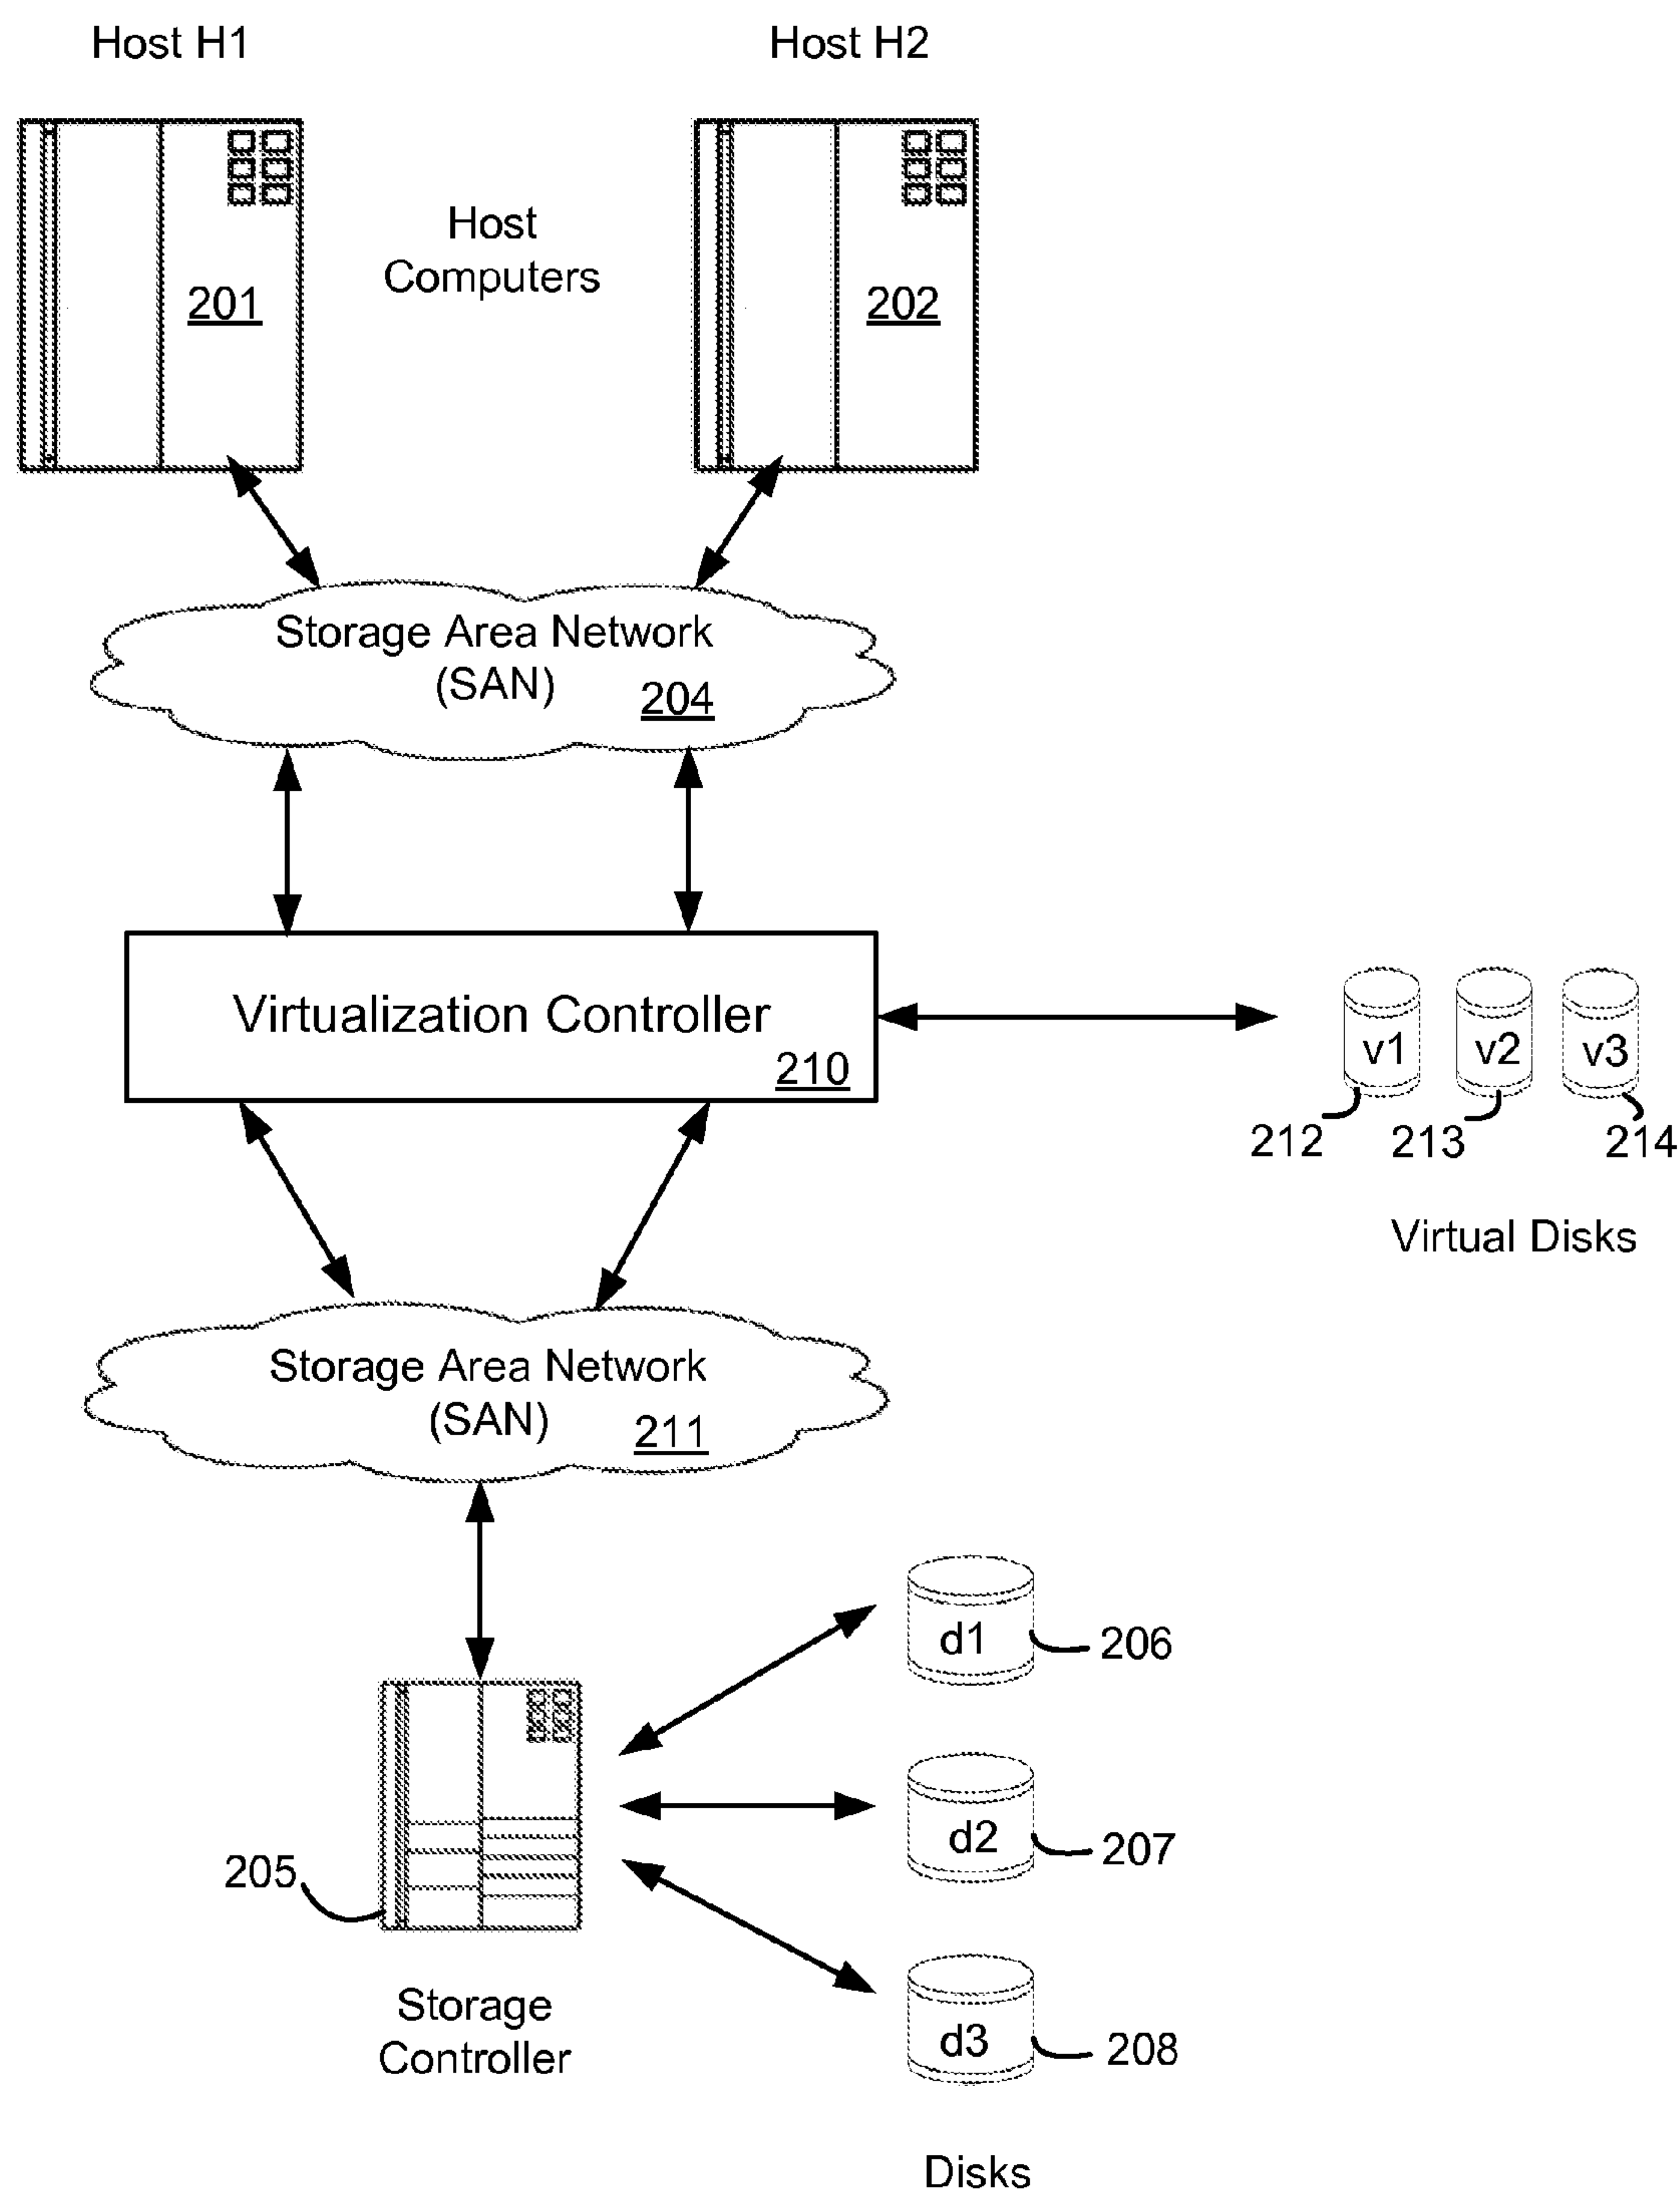 Host H1
Host H2
Host
Computers
201
202
Storage Area Network
(SAN)
204
Virtualization Controller
210
v1
v2
v3
212
213
214
Virtual Disks
Storage Area Network
(SAN)
211
d1
206
d2
207
205
d3
208
Storage
Controller
Disks